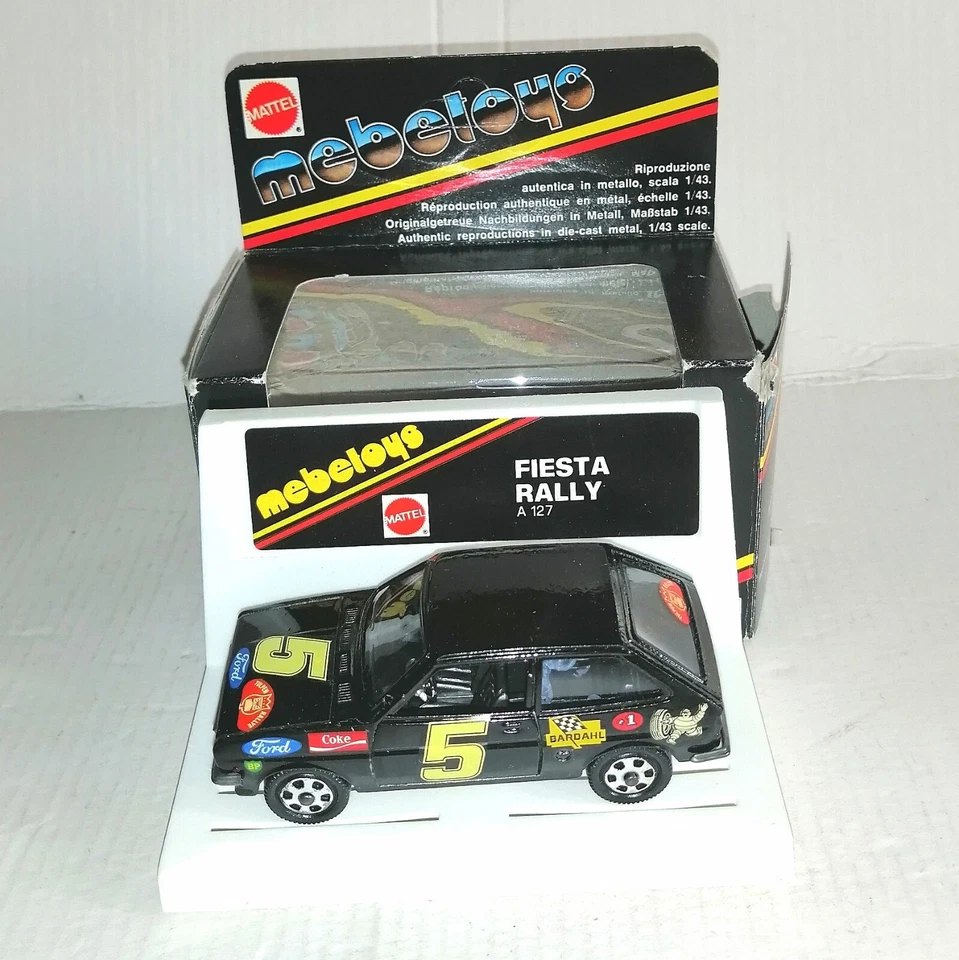 MATTEL
®
mebetoys
Riproduzione
autentica in metallo, scala 1/43.
Réproduction authentique en métal, échelle 1/43.
Originalgetreue Nachbildungen in Metall, Maßstab 1/43.
Authentic reproductions in die-cast metal, 1/43 scale.
mebetoys
MATTEL
®
FIESTA
RALLY
A 127
5
Ford
Ford
Coke
BP
5
BARDAHL
1